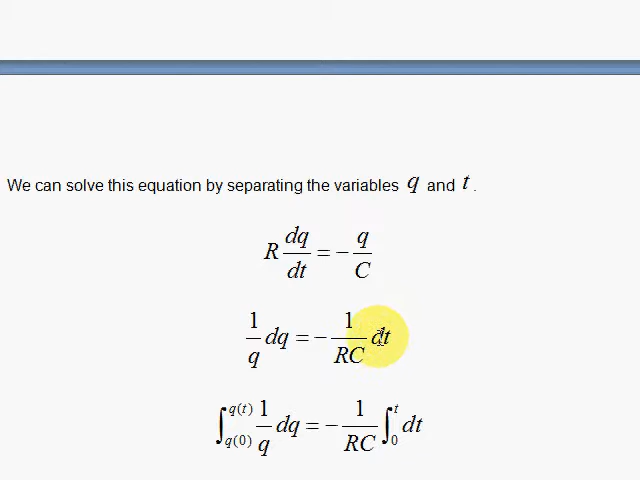 We can solve this equation by separating the variables q and t.
R dq/dt = − q/C
1/q dq = − 1/RC dt
∫_{q(0)}^{q(t)} 1/q dq = − 1/RC ∫_0^t dt